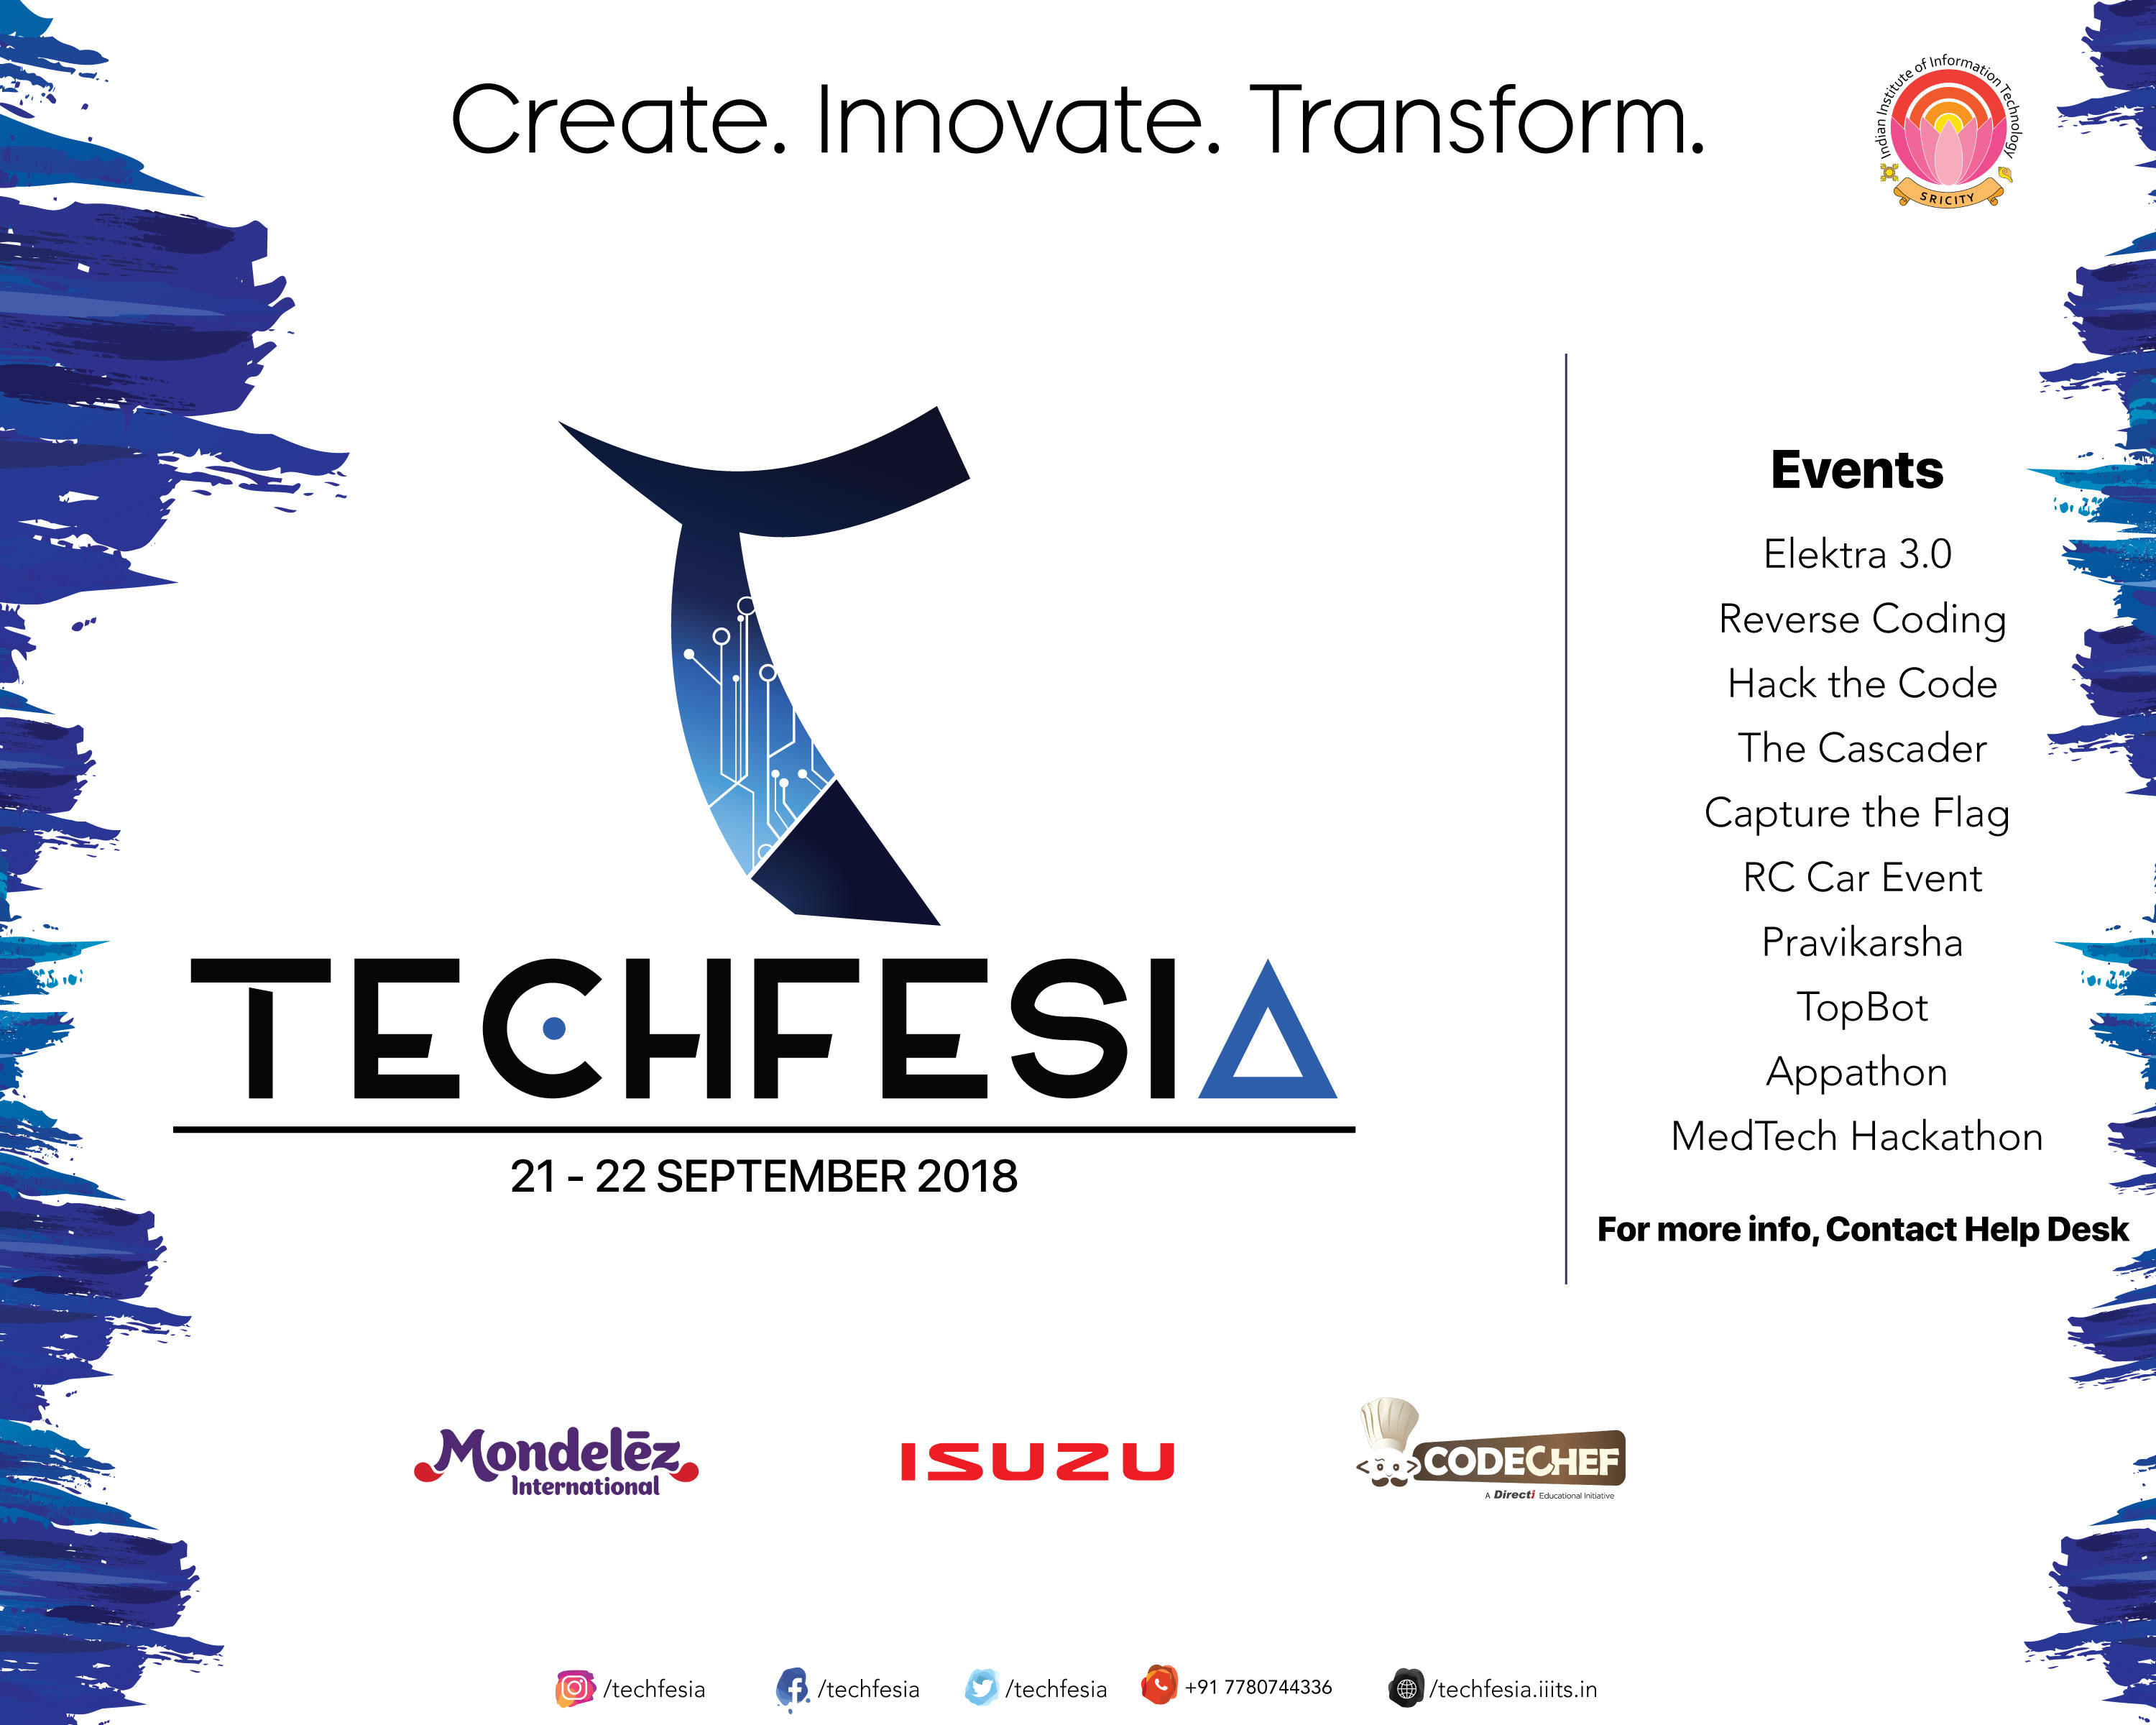 Create. Innovate. Transform.
Indian Institute of Information Technology
SRICITY
TECHFESIA
21 - 22 SEPTEMBER 2018
Events
Elektra 3.0
Reverse Coding
Hack the Code
The Cascader
Capture the Flag
RC Car Event
Pravikarsha
TopBot
Appathon
MedTech Hackathon
For more info, Contact Help Desk
Mondelēz
International
ISUZU
CODECHEF
A Directi Educational Initiative
/techfesia
/techfesia
/techfesia
+91 7780744336
/techfesia.iiits.in